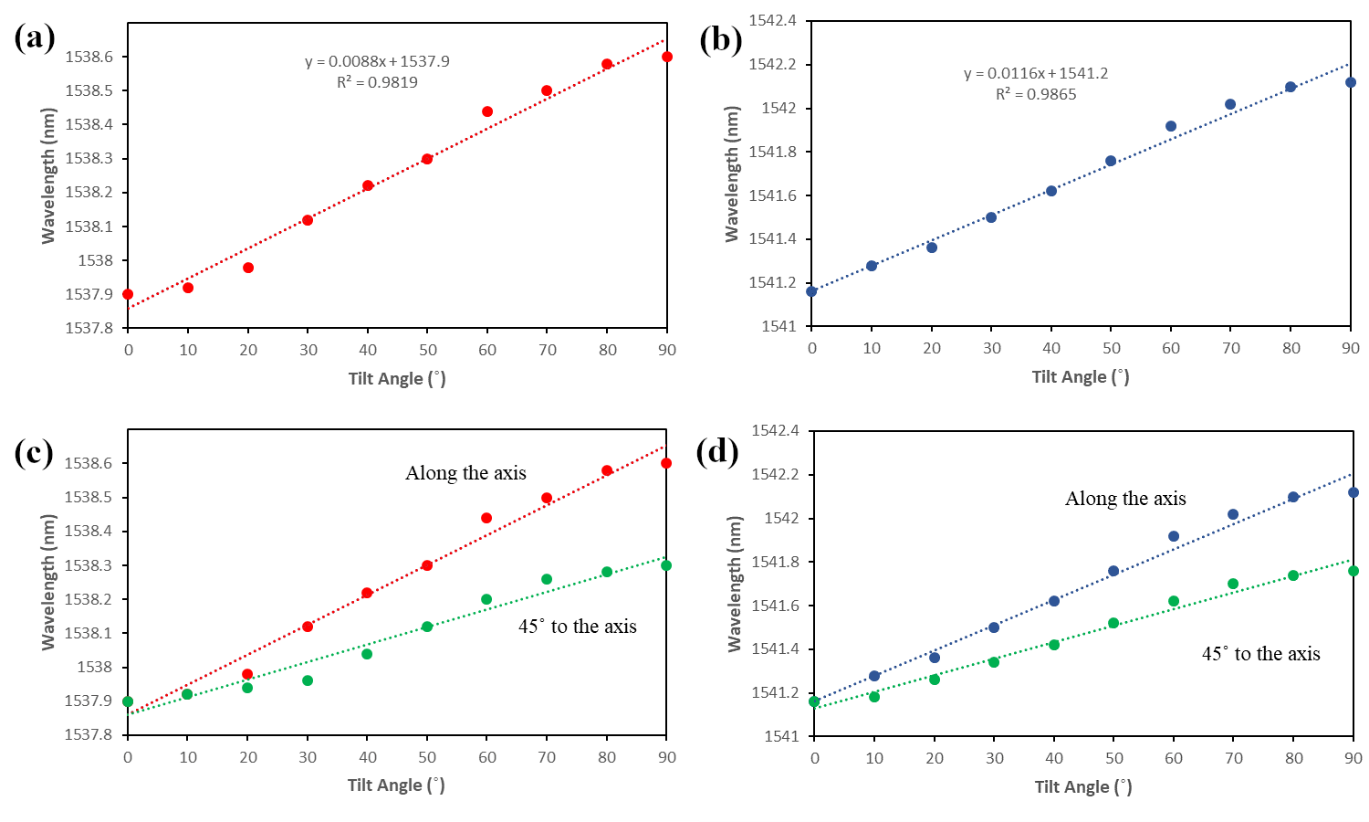 (a)
y = 0.0088x + 1537.9
R² = 0.9819
Wavelength (nm)
1538.6
1538.5
1538.4
1538.3
1538.2
1538.1
1538
1537.9
1537.8
0 10 20 30 40 50 60 70 80 90
Tilt Angle (˚)
(b)
y = 0.0116x + 1541.2
R² = 0.9865
Wavelength (nm)
1542.4
1542.2
1542
1541.8
1541.6
1541.4
1541.2
1541
0 10 20 30 40 50 60 70 80 90
Tilt Angle (˚)
(c)
Along the axis
45˚ to the axis
Wavelength (nm)
1538.6
1538.5
1538.4
1538.3
1538.2
1538.1
1538
1537.9
1537.8
0 10 20 30 40 50 60 70 80 90
Tilt Angle (˚)
(d)
Along the axis
45˚ to the axis
Wavelength (nm)
1542.4
1542.2
1542
1541.8
1541.6
1541.4
1541.2
1541
0 10 20 30 40 50 60 70 80 90
Tilt Angle (˚)